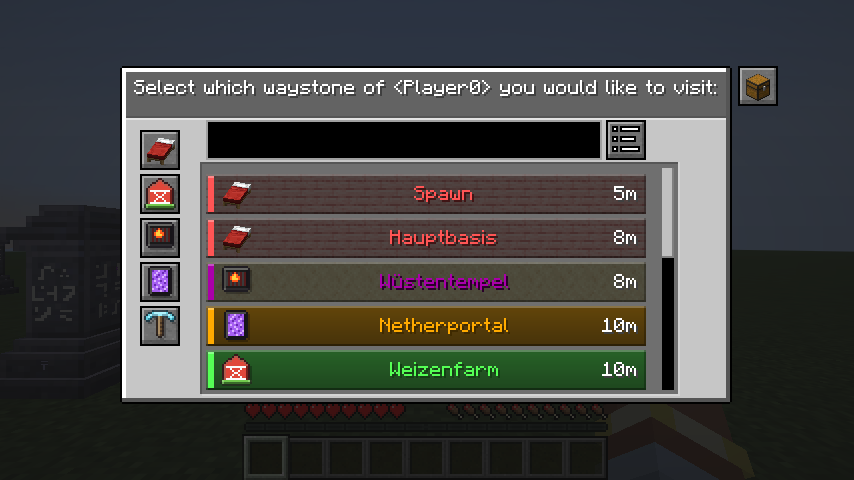 Select which waystone of <Player0> you would like to visit:
Spawn 5m
Hauptbasis 8m
Wüstentempel 8m
Netherportal 10m
Weizenfarm 10m